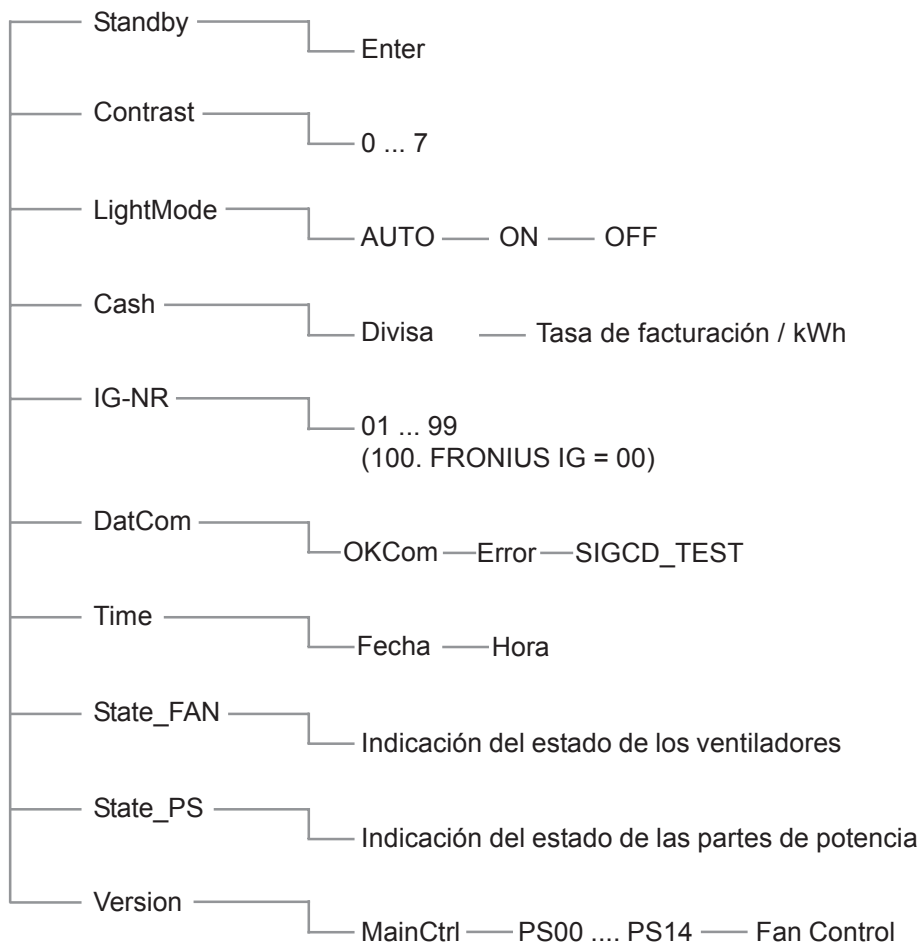 Standby
Enter
Contrast
0 ... 7
LightMode
AUTO ON OFF
Cash
Divisa Tasa de facturación / kWh
IG-NR
01 ... 99
(100. FRONIUS IG = 00)
DatCom
OKCom Error SIGCD_TEST
Time
Fecha Hora
State_FAN
Indicación del estado de los ventiladores
State_PS
Indicación del estado de las partes de potencia
Version
MainCtrl PS00 .... PS14 Fan Control